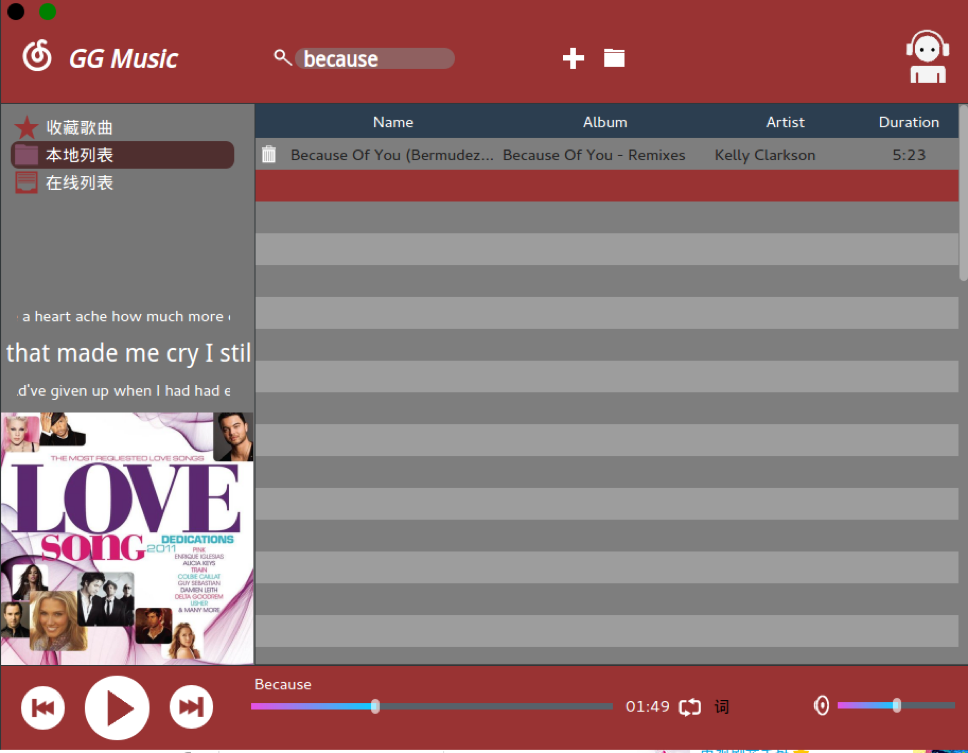 GG Music
because
收藏歌曲
本地列表
在线列表
Name Album Artist Duration
Because Of You (Bermudez... Because Of You - Remixes Kelly Clarkson 5:23
a heart ache how much more
that made me cry I stil
d've given up when I had had e
THE MOST REQUESTED LOVE SONGS
LOVE
song
DEDICATIONS
2011
P!NK
ENRIQUE IGLESIAS
ALICIA KEYS
TRAIN
COLBIE CAILLAT
GUY SEBASTIAN
DAMIEN LEITH
DELTA GOODREM
USHER
& MANY MORE
Because
01:49 词